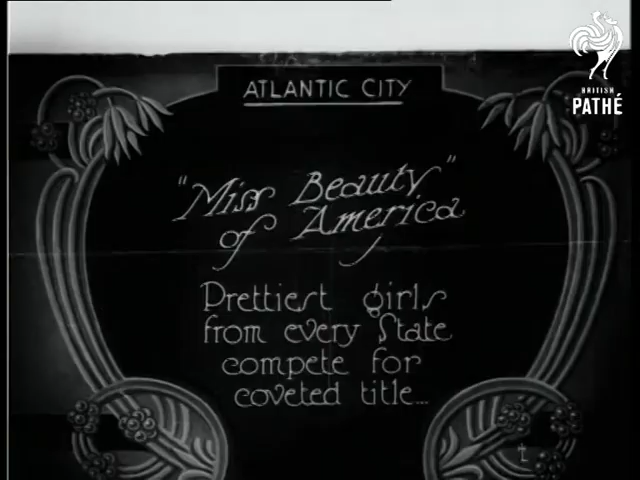 BRITISH
PATHÉ
ATLANTIC CITY
"Miss Beauty"
of America
Prettiest girls
from every State
compete for
coveted title...